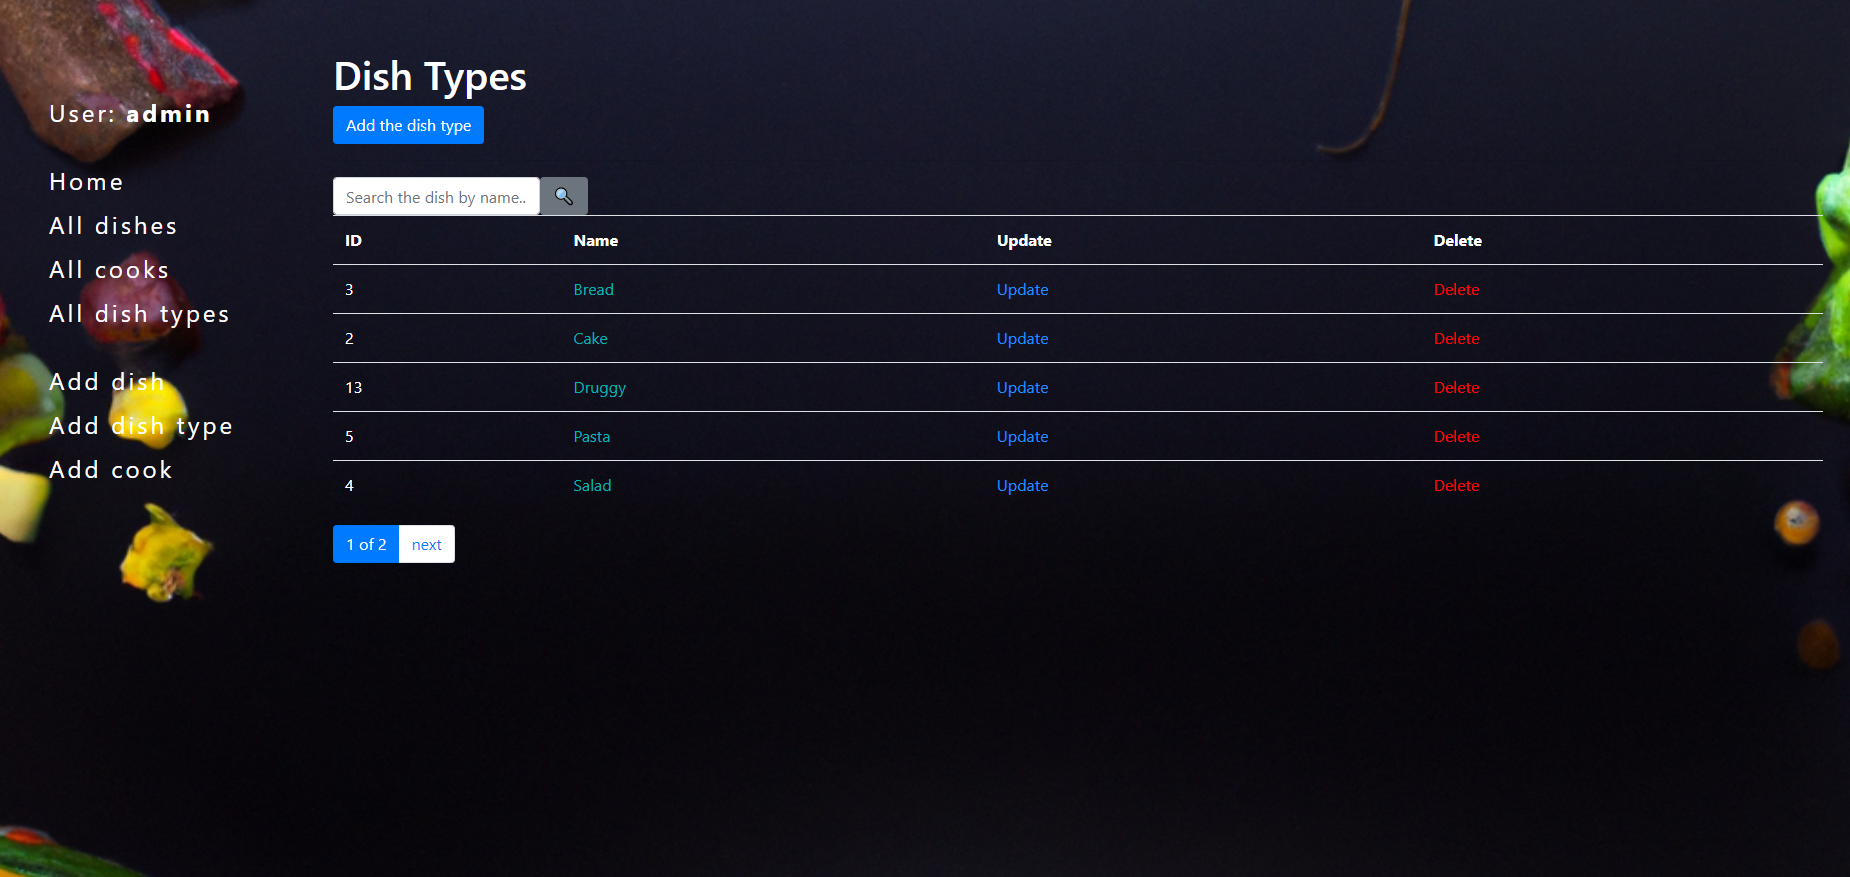 User: admin
Home
All dishes
All cooks
All dish types
Add dish
Add dish type
Add cook
Dish Types
Add the dish type
Search the dish by name..
ID Name Update Delete
3 Bread Update Delete
2 Cake Update Delete
13 Druggy Update Delete
5 Pasta Update Delete
4 Salad Update Delete
1 of 2 next